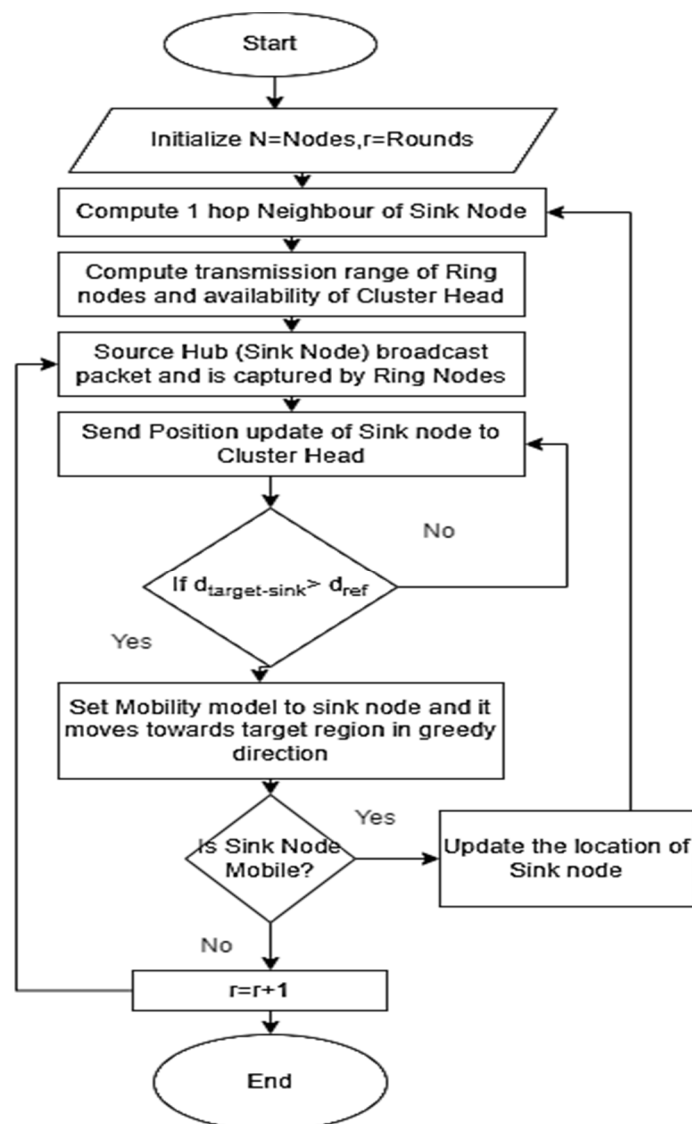 Start
Initialize N=Nodes,r=Rounds
Compute 1 hop Neighbour of Sink Node
Compute transmission range of Ring
nodes and availability of Cluster Head
Source Hub (Sink Node) broadcast
packet and is captured by Ring Nodes
Send Position update of Sink node to
Cluster Head
No
If dtarget-sink> dref
Yes
Set Mobility model to sink node and it
moves towards target region in greedy
direction
Is Sink Node
Mobile?
Yes
Update the location of
Sink node
No
r=r+1
End